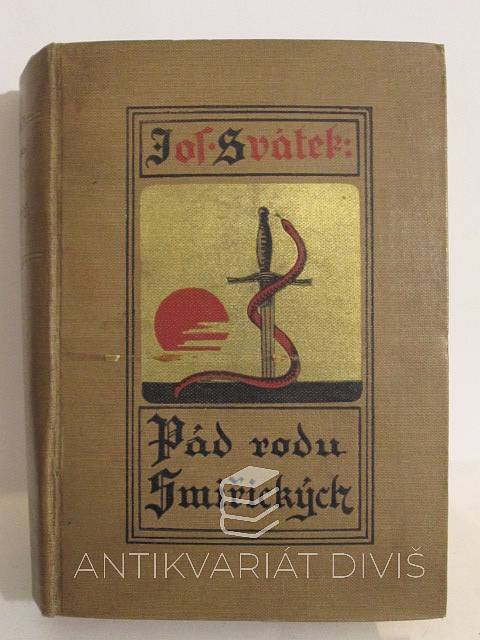 Jos. Svátek:
Pád rodu
Smiřických
ANTIKVARIÁT DIVIŠ